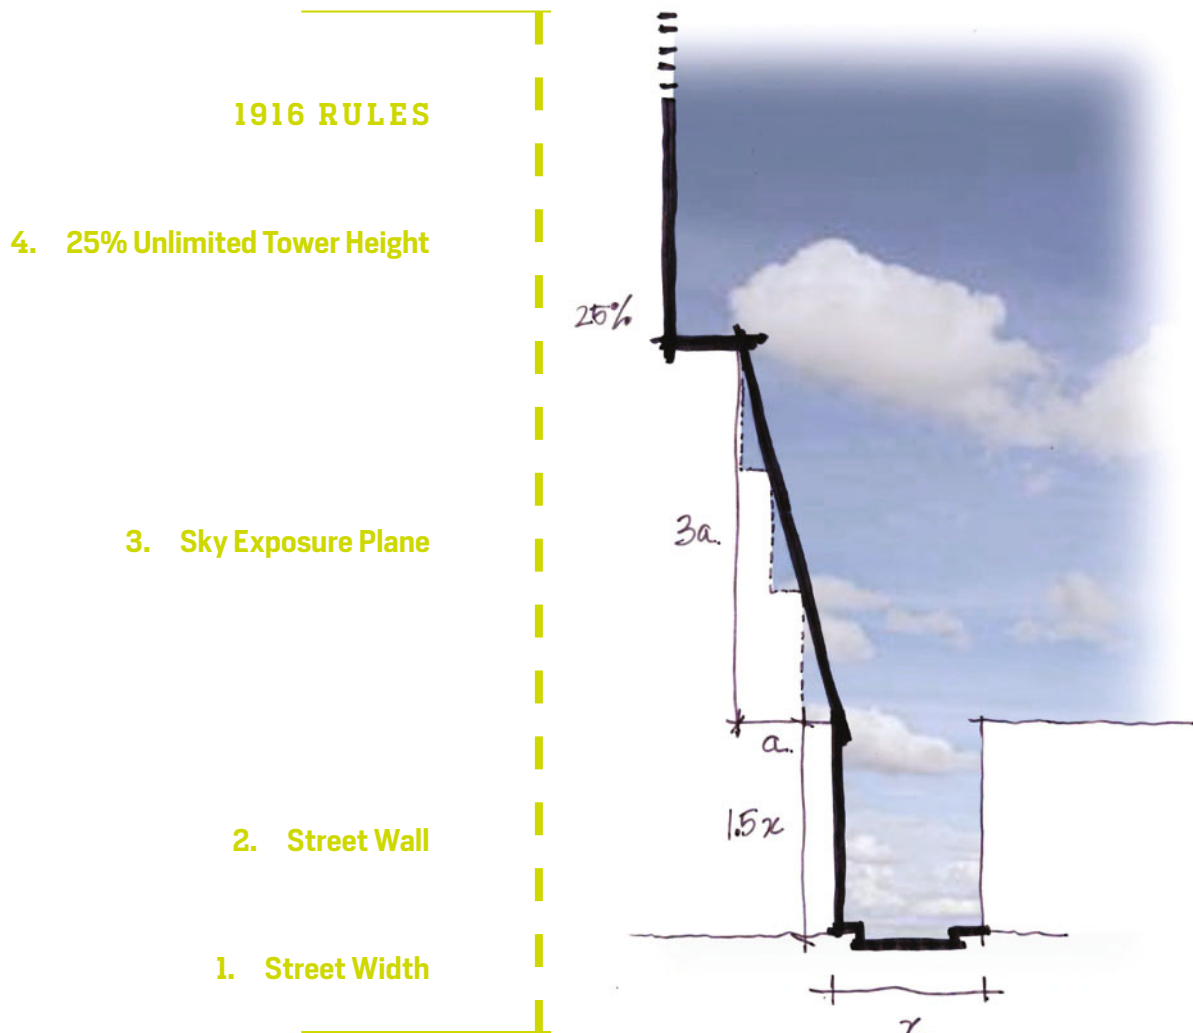 1916 RULES
4. 25% Unlimited Tower Height
25%
3. Sky Exposure Plane
3a.
a.
2. Street Wall
1.5x
1. Street Width
x